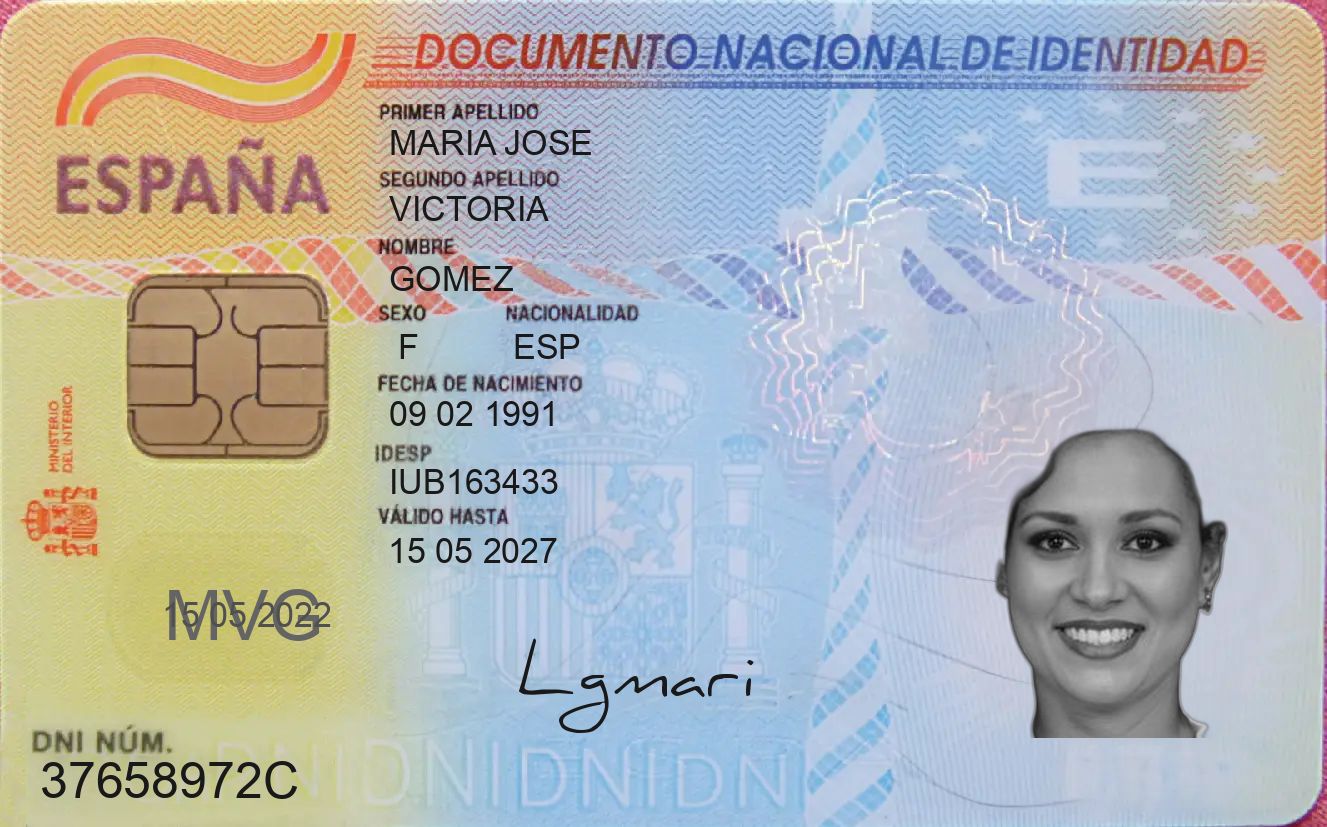 DOCUMENTO NACIONAL DE IDENTIDAD
ESPAÑA
PRIMER APELLIDO
MARIA JOSE
SEGUNDO APELLIDO
VICTORIA
NOMBRE
GOMEZ
SEXO NACIONALIDAD
F ESP
FECHA DE NACIMIENTO
09 02 1991
IDESP
IUB163433
VÁLIDO HASTA
15 05 2027
MINISTERIO
DEL INTERIOR
E
MVG
15 05 2022
Lgmari
DNI NÚM.
37658972C
DNIDNIDNIDNI